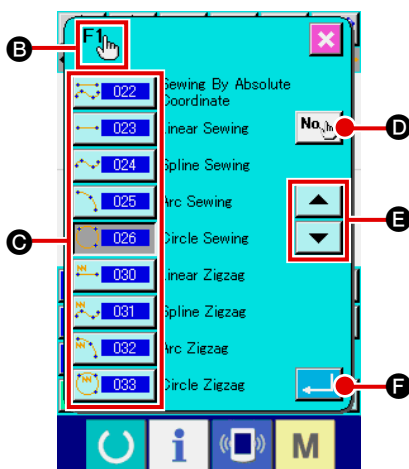 B
F1
022 Sewing By Absolute
Coordinate
023 Linear Sewing
No.
D
024 Spline Sewing
025 Arc Sewing
E
C
026 Circle Sewing
030 Linear Zigzag
031 Spline Zigzag
032 Arc Zigzag
033 Circle Zigzag
F
i
M